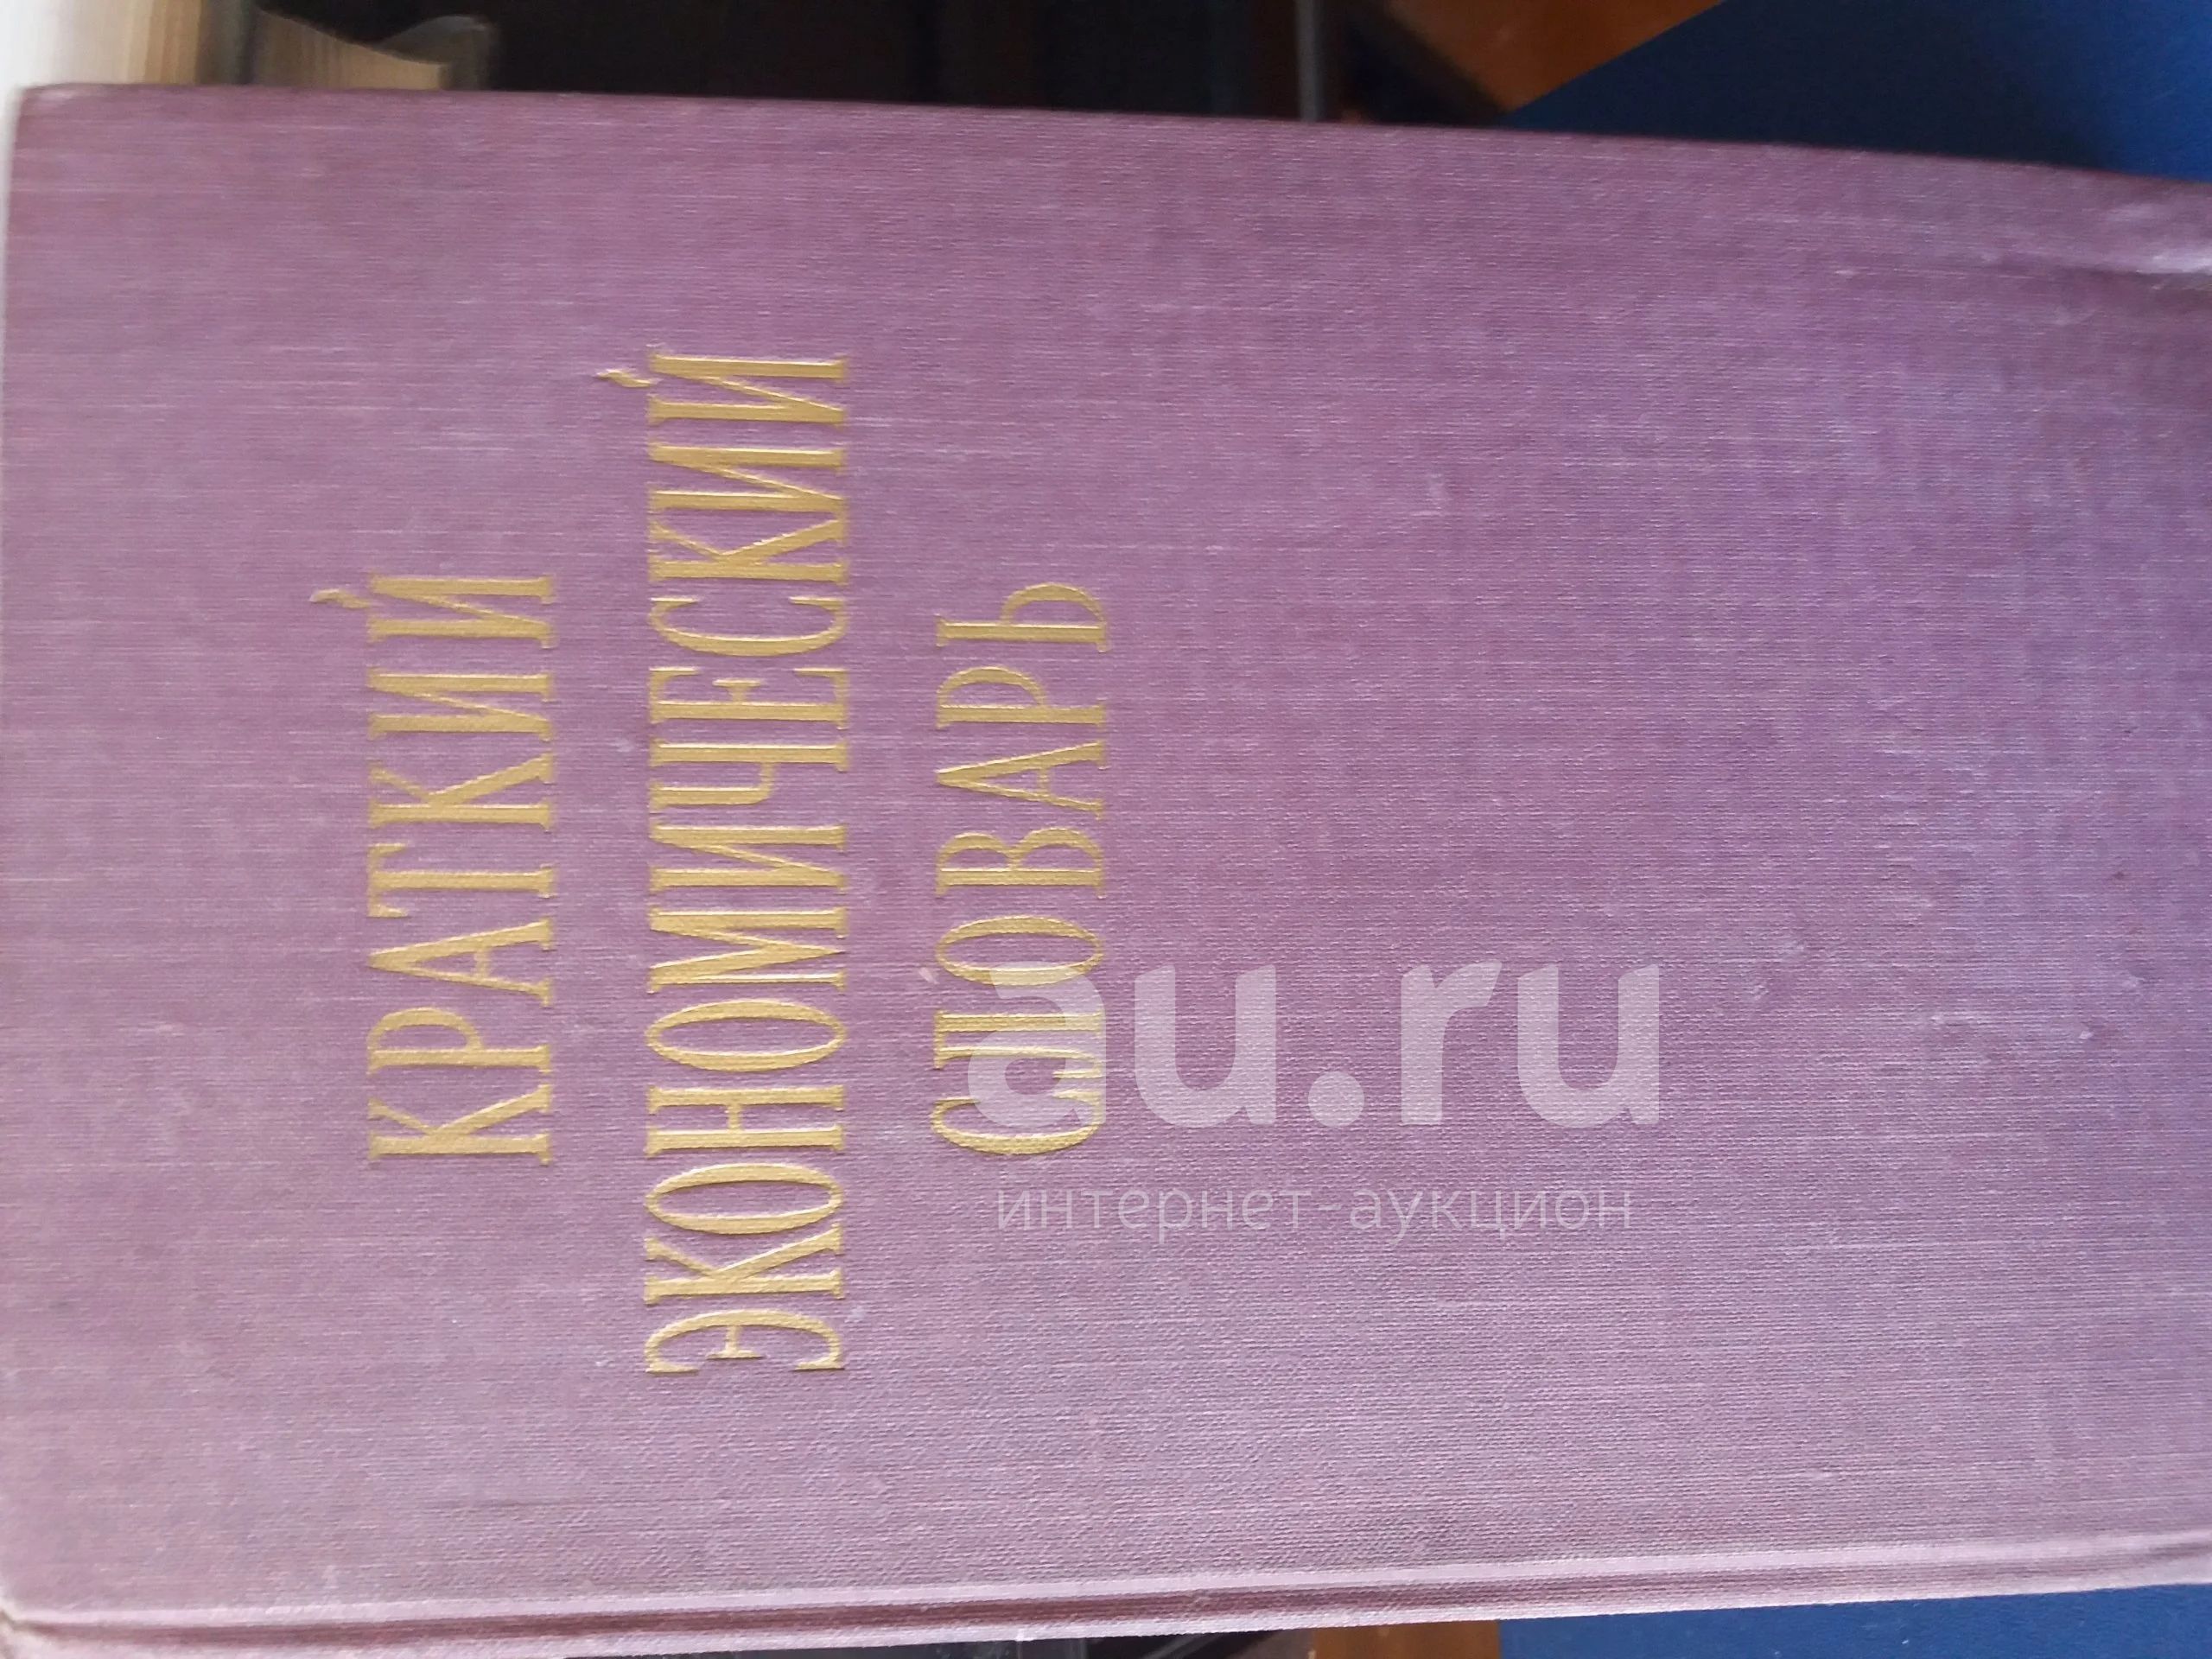 КРАТКИЙ
ЭКОНОМИЧЕСКИЙ
СЛОВАРЬ
au.ru
интернет-аукцион